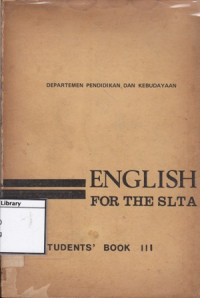 DEPARTEMEN PENDIDIKAN DAN KEBUDAYAAN
ENGLISH
FOR THE SLTA
Library
TUDENTS' BOOK III